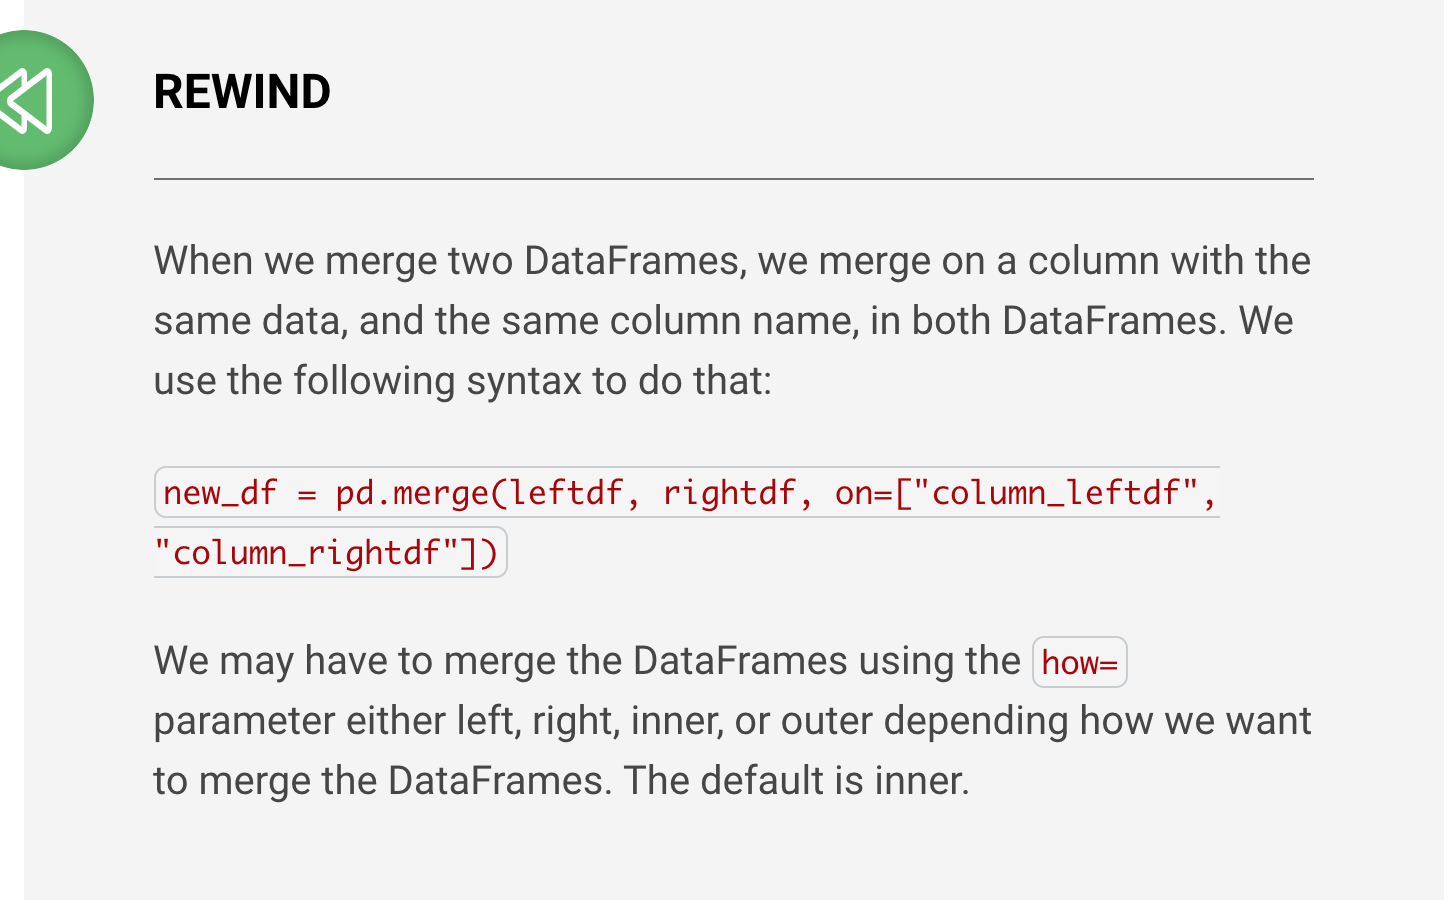 REWIND
When we merge two DataFrames, we merge on a column with the
same data, and the same column name, in both DataFrames. We
use the following syntax to do that:
new_df = pd.merge(leftdf, rightdf, on=["column_leftdf",
"column_rightdf"])
We may have to merge the DataFrames using the how=
parameter either left, right, inner, or outer depending how we want
to merge the DataFrames. The default is inner.